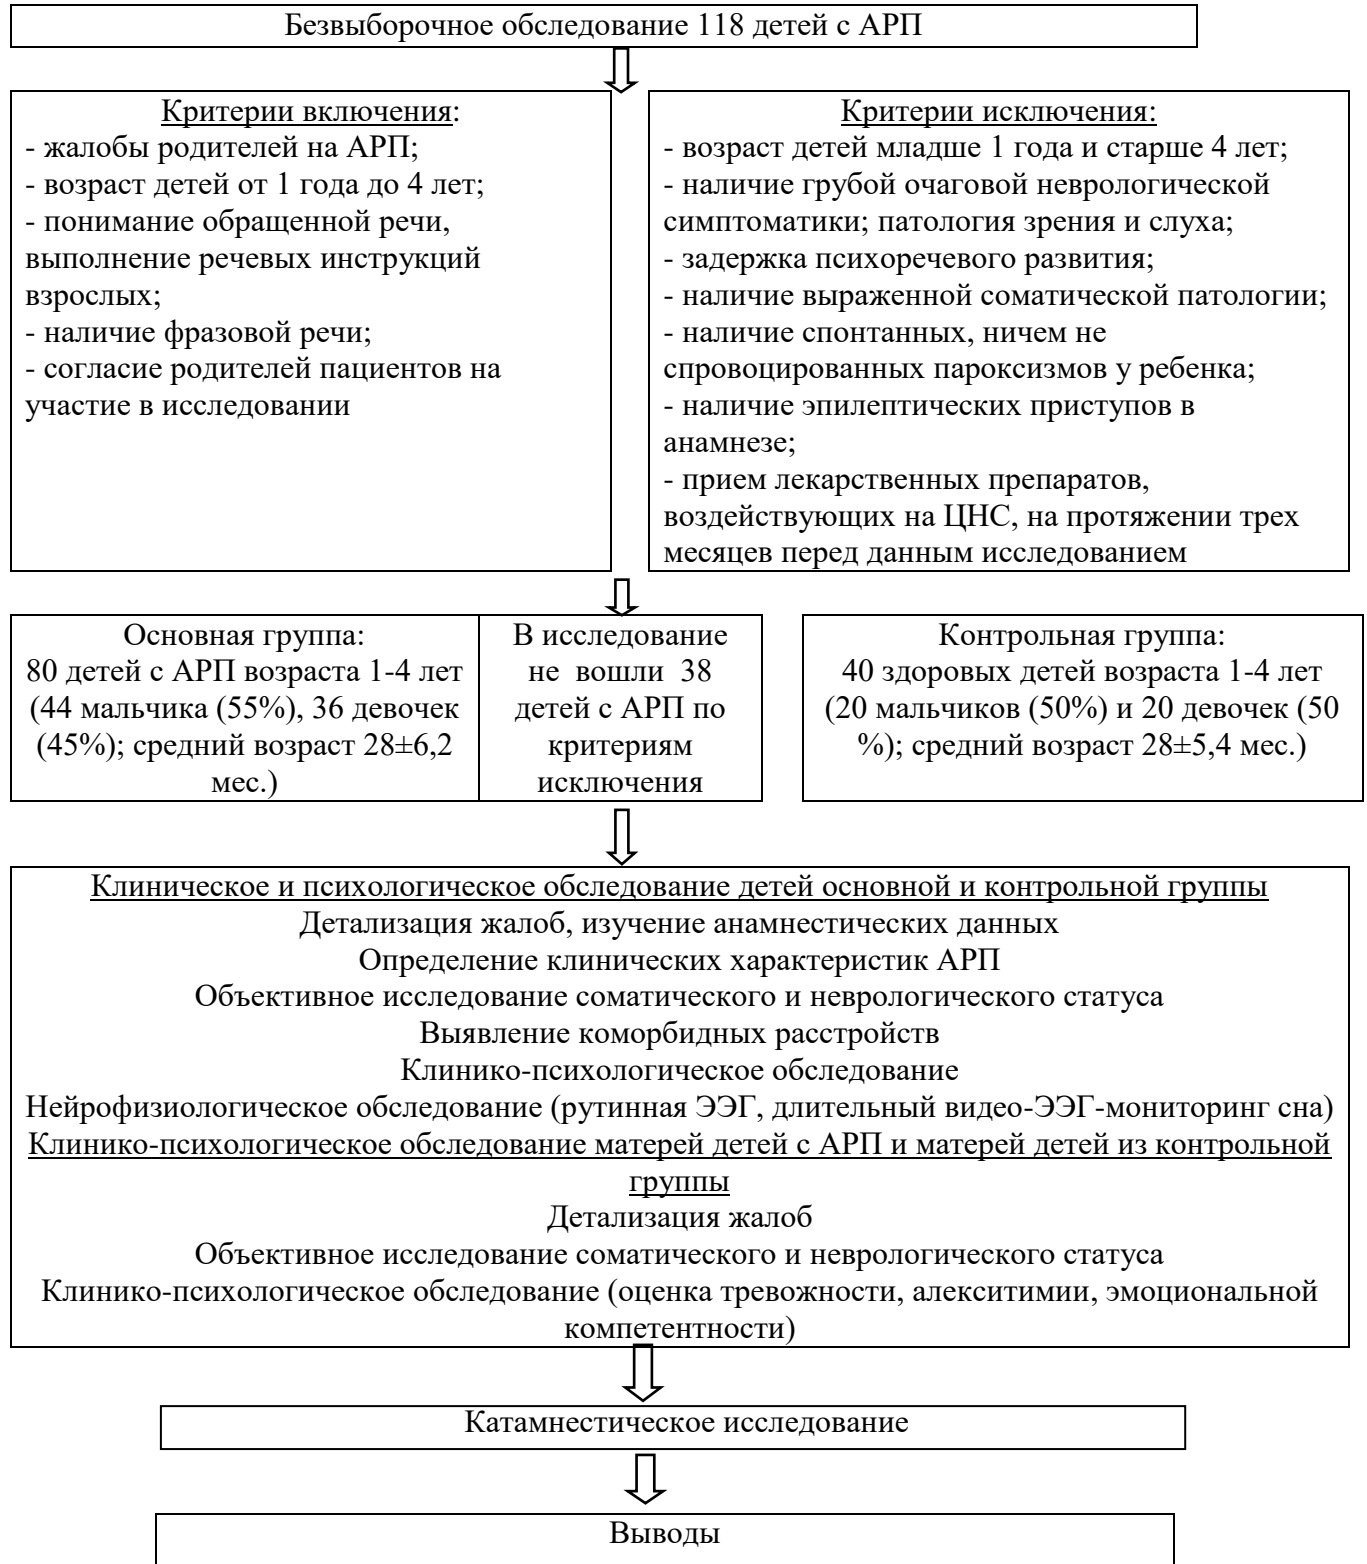 Безвыборочное обследование 118 детей с АРП
Критерии включения:
- жалобы родителей на АРП;
- возраст детей от 1 года до 4 лет;
- понимание обращенной речи,
выполнение речевых инструкций
взрослых;
- наличие фразовой речи;
- согласие родителей пациентов на
участие в исследовании
Критерии исключения:
- возраст детей младше 1 года и старше 4 лет;
- наличие грубой очаговой неврологической
симптоматики; патология зрения и слуха;
- задержка психоречевого развития;
- наличие выраженной соматической патологии;
- наличие спонтанных, ничем не
спровоцированных пароксизмов у ребенка;
- наличие эпилептических приступов в
анамнезе;
- прием лекарственных препаратов,
воздействующих на ЦНС, на протяжении трех
месяцев перед данным исследованием
Основная группа:
80 детей с АРП возраста 1-4 лет
(44 мальчика (55%), 36 девочек
(45%); средний возраст 28±6,2
мес.)
В исследование
не вошли 38
детей с АРП по
критериям
исключения
Контрольная группа:
40 здоровых детей возраста 1-4 лет
(20 мальчиков (50%) и 20 девочек (50
%); средний возраст 28±5,4 мес.)
Клиническое и психологическое обследование детей основной и контрольной группы
Детализация жалоб, изучение анамнестических данных
Определение клинических характеристик АРП
Объективное исследование соматического и неврологического статуса
Выявление коморбидных расстройств
Клинико-психологическое обследование
Нейрофизиологическое обследование (рутинная ЭЭГ, длительный видео-ЭЭГ-мониторинг сна)
Клинико-психологическое обследование матерей детей с АРП и матерей детей из контрольной
группы
Детализация жалоб
Объективное исследование соматического и неврологического статуса
Клинико-психологическое обследование (оценка тревожности, алекситимии, эмоциональной
компетентности)
Катамнестическое исследование
Выводы